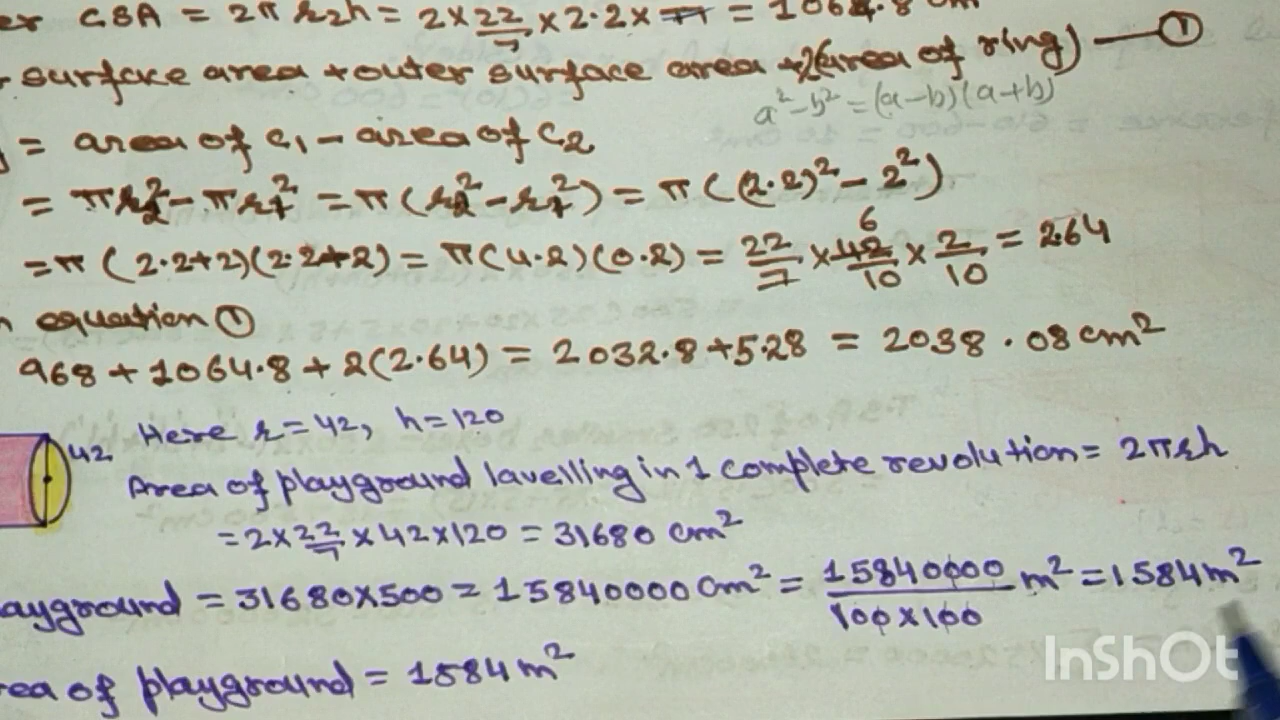 er CSA = 2πr₂h = 2×22/7×2.2×77 = 1064.8 cm
surface area + outer surface area + 2(area of ring) — ①
a²-b² = (a-b)(a+b)
= area of c₁ - area of c₂
= πr₂² - πr₁² = π(r₂² - r₁²) = π((2.2)² - 2²)
= π (2.2+2)(2.2-2) = π(4.2)(0.2) = 22/7 × 42/10 × 2/10 = 2.64
6
equation ①
968 + 1064.8 + 2(2.64) = 2032.8 + 5.28 = 2038.08 cm²
42
Here r = 42, h = 120
Area of playground lavelling in 1 complete revolution = 2πrh
= 2×22/7 × 42×120 = 31680 cm²
ayground = 31680×500 = 15840000 cm² = 15840000/100×100 m² = 1584 m²
rea of playground = 1584 m²
InShOt